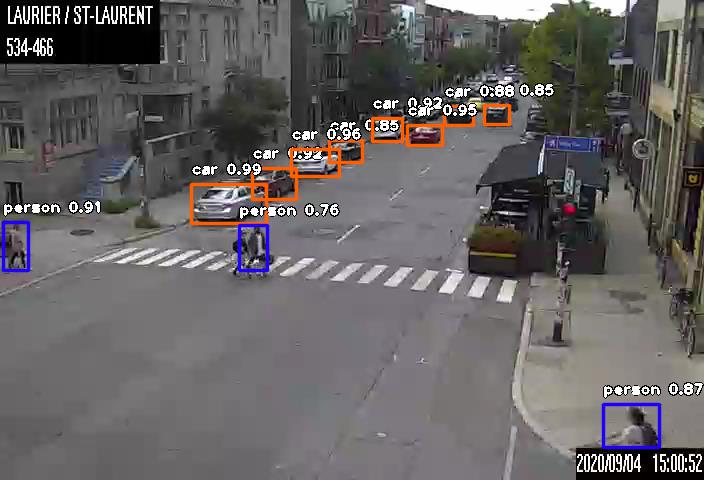 LAURIER / ST-LAURENT
534-466
car 0.88
0.85
car 0.92
car 0.95
car 0.85
car 0.96
car 0.92
car 0.99
person 0.91
person 0.76
person 0.87
2020/09/04 15:00:52